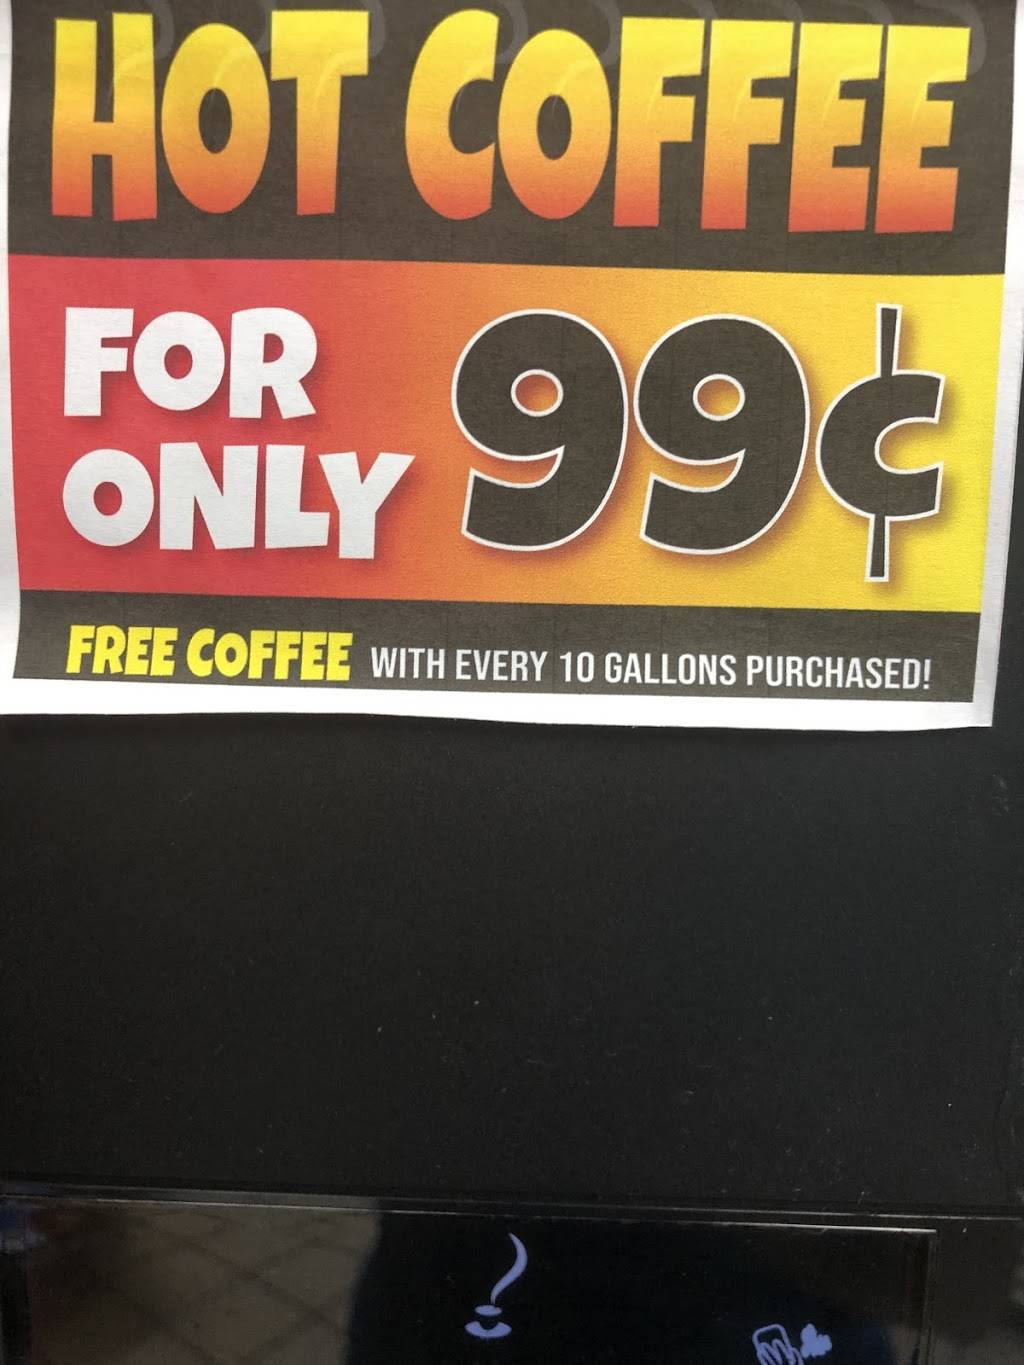 HOT COFFEE
FOR
ONLY
99¢
FREE COFFEE WITH EVERY 10 GALLONS PURCHASED!